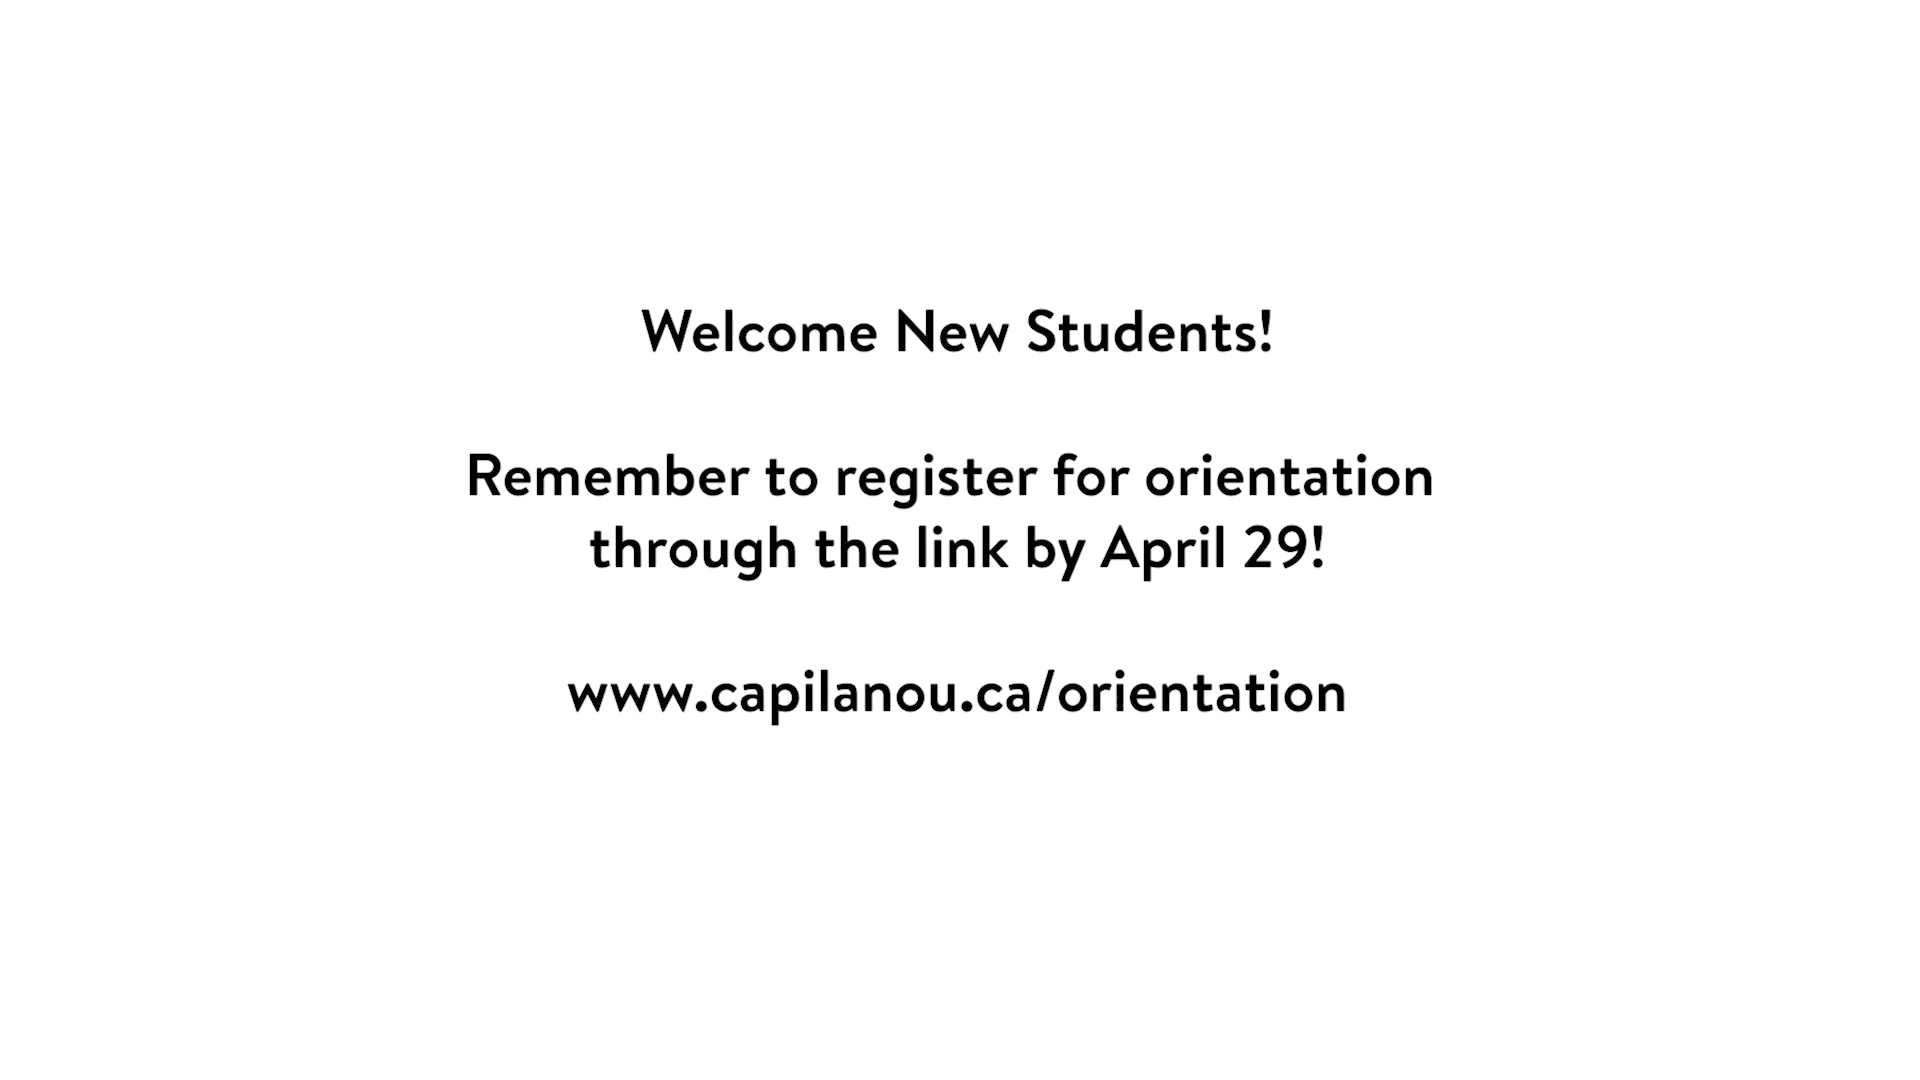 Welcome New Students!
Remember to register for orientation
through the link by April 29!
www.capilanou.ca/orientation